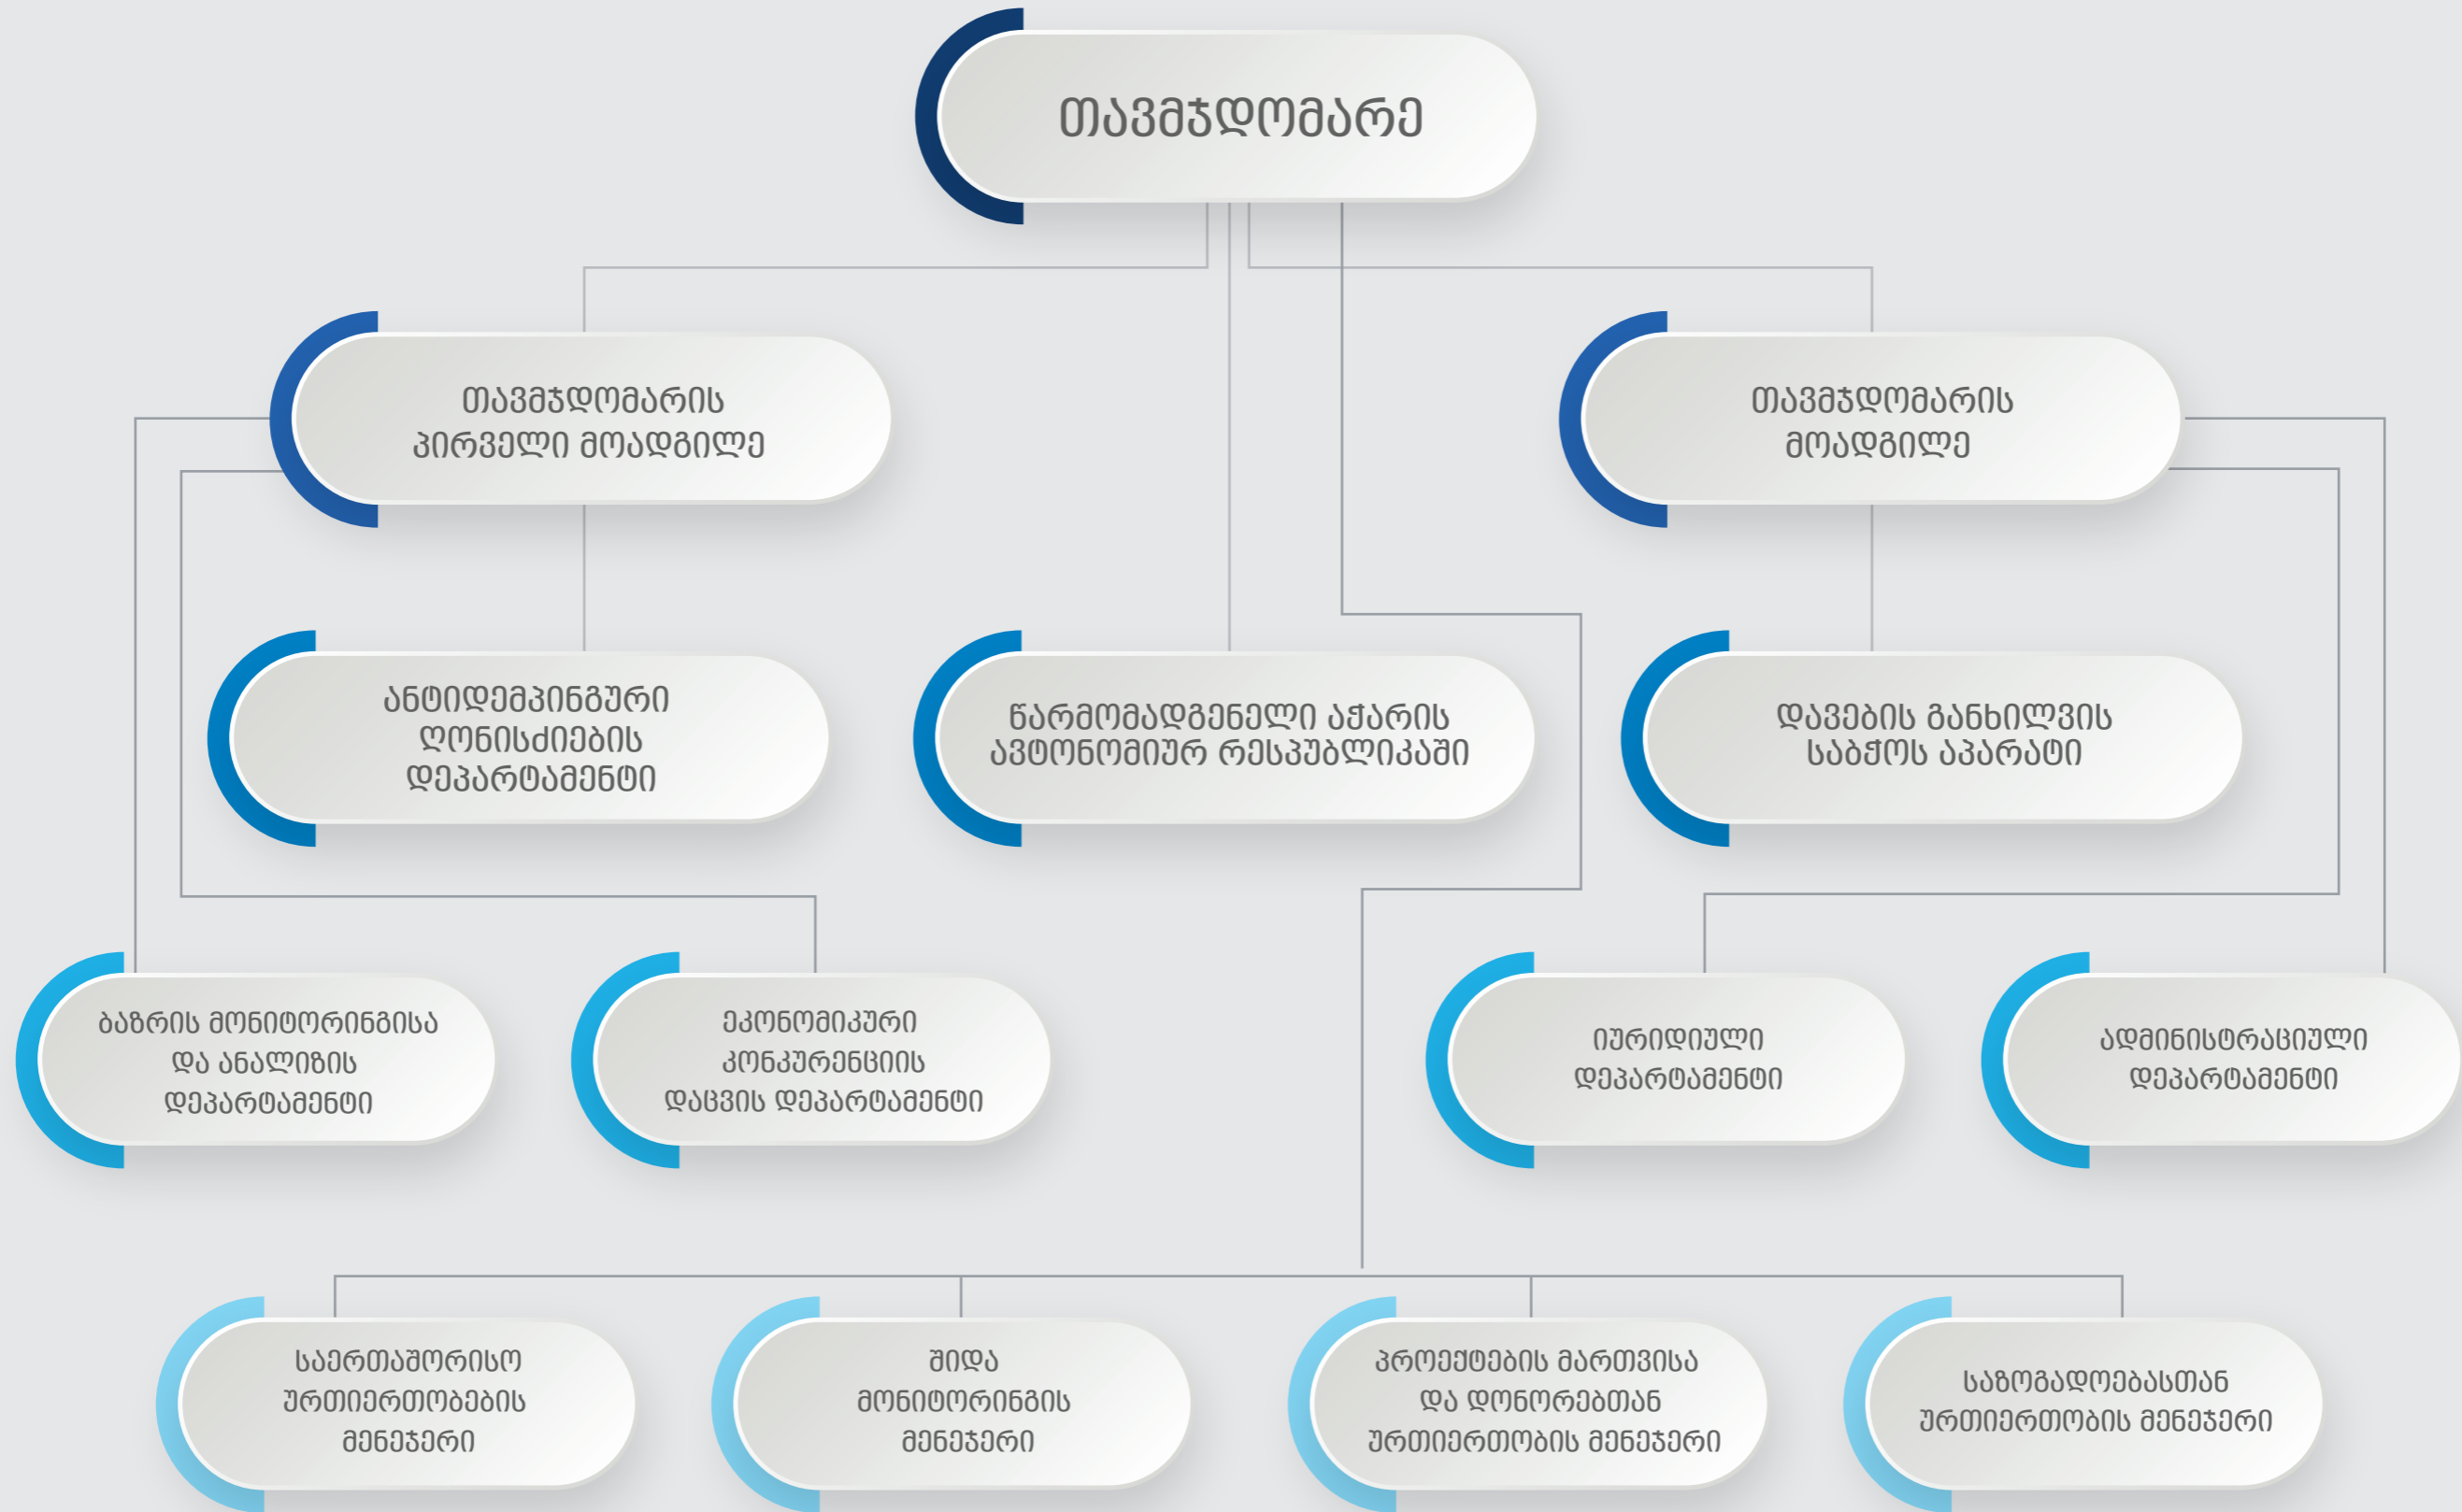 თავმჯდომარე
თავმჯდომარის
პირველი მოადგილე
თავმჯდომარის
მოადგილე
ანტიდემპინგური
ღონისძიების
დეპარტამენტი
წარმომადგენელი აჭარის
ავტონომიურ რესპუბლიკაში
დავების განხილვის
საბჭოს აპარატი
ბაზრის მონიტორინგისა
და ანალიზის
დეპარტამენტი
ეკონომიკური
კონკურენციის
დაცვის დეპარტამენტი
იურიდიული
დეპარტამენტი
ადმინისტრაციული
დეპარტამენტი
საერთაშორისო
ურთიერთობების
მენეჯერი
შიდა
მონიტორინგის
მენეჯერი
პროექტების მართვისა
და დონორებთან
ურთიერთობის მენეჯერი
საზოგადოებასთან
ურთიერთობის მენეჯერი